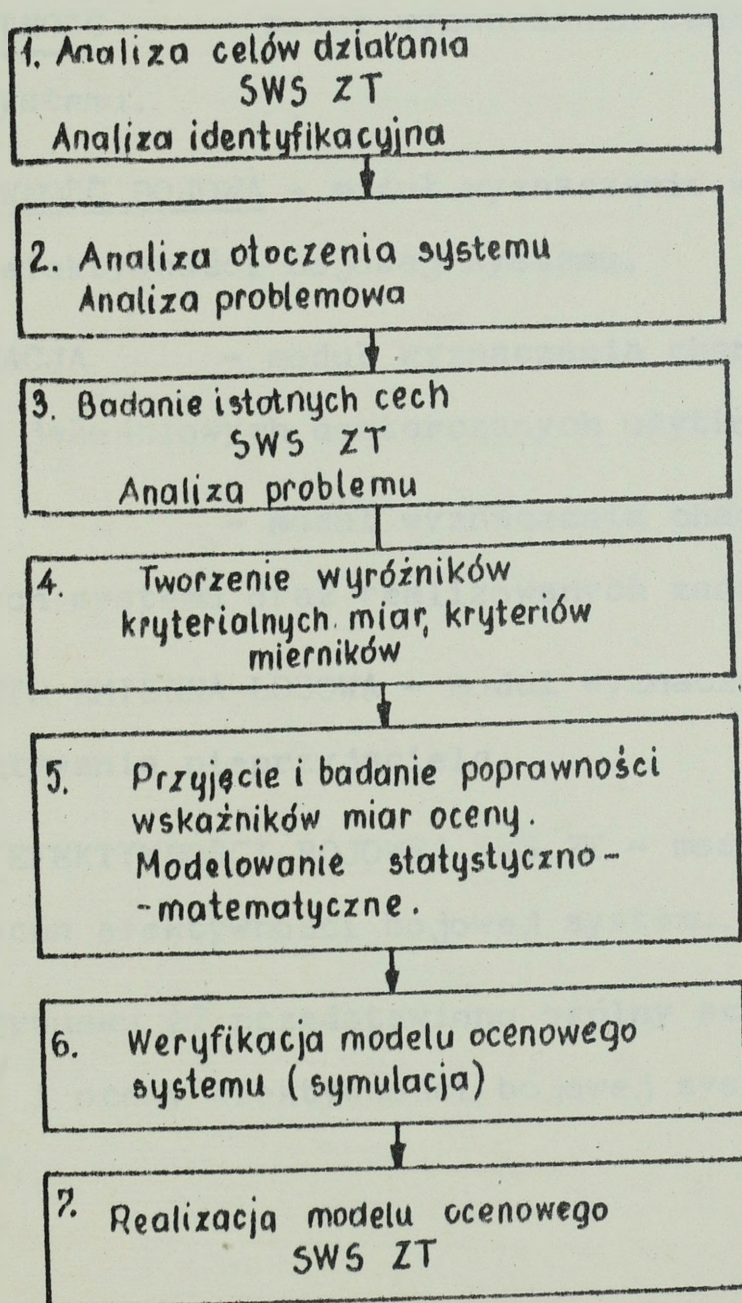 1. Analiza celów działania
SWS ZT
Analiza identyfikacyjna
2. Analiza otoczenia systemu
Analiza problemowa
3. Badanie istotnych cech
SWS ZT
Analiza problemu
4. Tworzenie wyróżników
kryterialnych miar, kryteriów
mierników
5. Przyjęcie i badanie poprawności
wskaźników miar oceny.
Modelowanie statystyczno-
-matematyczne.
6. Weryfikacja modelu ocenowego
systemu (symulacja)
7. Realizacja modelu ocenowego
SWS ZT